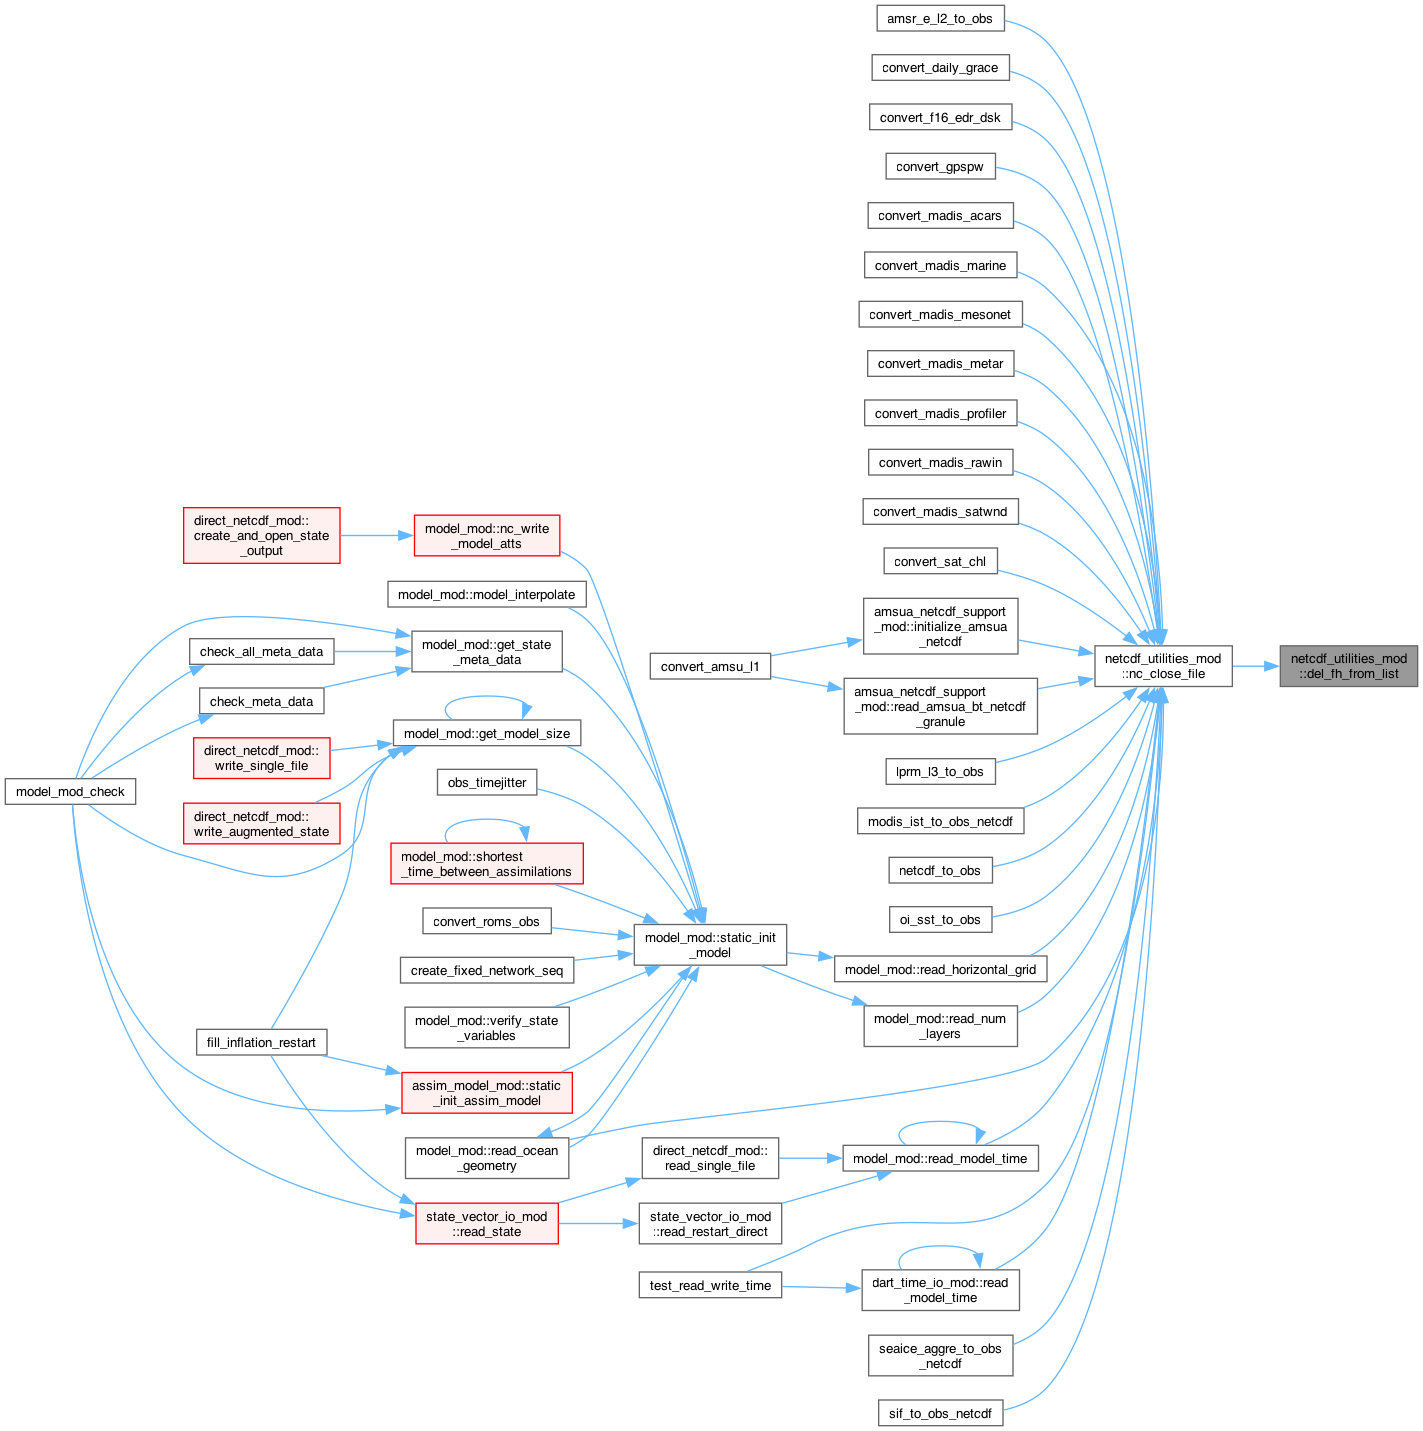 amsr_e_l2_to_obs
convert_daily_grace
convert_f16_edr_dsk
convert_gpspw
convert_madis_acars
convert_madis_marine
convert_madis_mesonet
convert_madis_metar
convert_madis_profiler
convert_madis_rawin
convert_madis_satwnd
convert_sat_chl
amsua_netcdf_support
_mod::initialize_amsua
_netcdf
convert_amsu_l1
amsua_netcdf_support
_mod::read_amsua_bt_netcdf
_granule
netcdf_utilities_mod
::nc_close_file
netcdf_utilities_mod
::del_fh_from_list
lprm_l3_to_obs
modis_ist_to_obs_netcdf
netcdf_to_obs
oi_sst_to_obs
model_mod::read_horizontal_grid
model_mod::read_num
_layers
direct_netcdf_mod::
create_and_open_state
_output
model_mod::nc_write
_model_atts
model_mod::model_interpolate
model_mod::get_state
_meta_data
check_all_meta_data
check_meta_data
model_mod::get_model_size
direct_netcdf_mod::
write_single_file
model_mod_check
direct_netcdf_mod::
write_augmented_state
obs_timejitter
model_mod::shortest
_time_between_assimilations
convert_roms_obs
model_mod::static_init
_model
create_fixed_network_seq
model_mod::verify_state
_variables
fill_inflation_restart
assim_model_mod::static
_init_assim_model
model_mod::read_ocean
_geometry
direct_netcdf_mod::
read_single_file
model_mod::read_model_time
state_vector_io_mod
::read_state
state_vector_io_mod
::read_restart_direct
test_read_write_time
dart_time_io_mod::read
_model_time
seaice_aggre_to_obs
_netcdf
sif_to_obs_netcdf